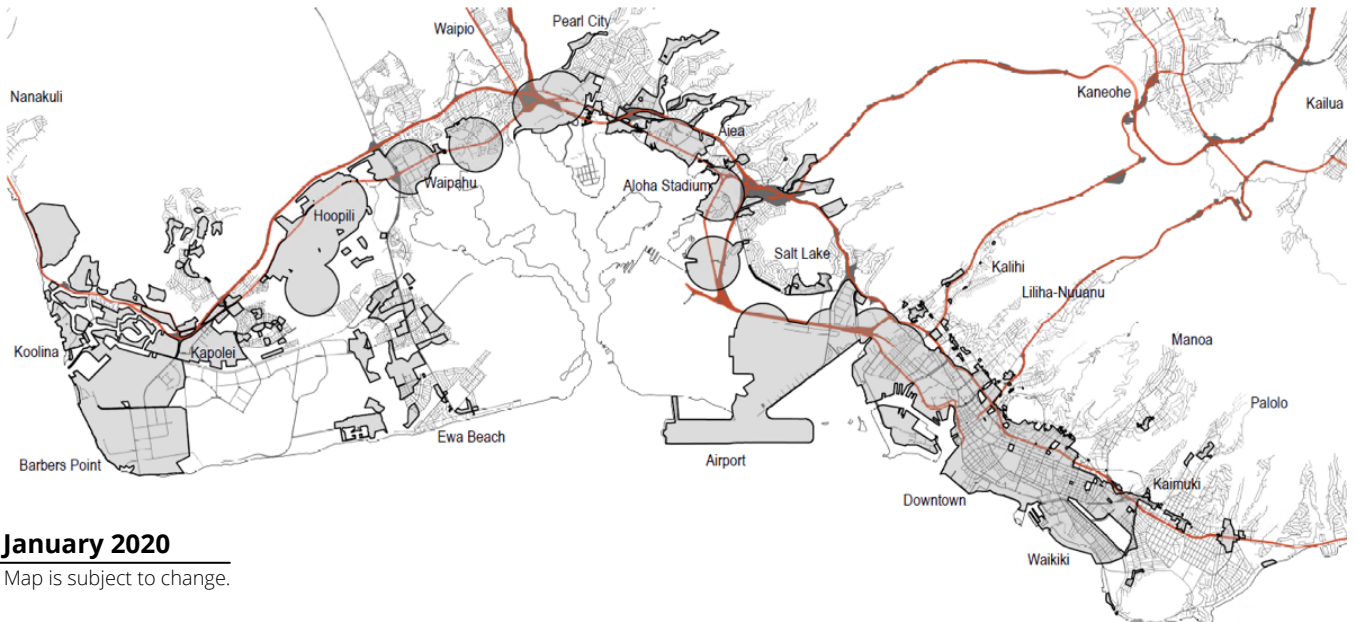 Pearl City
Waipio
Nanakuli
Kaneohe
Kailua
Aiea
Waipahu
Aloha Stadium
Hoopili
Salt Lake
Kalihi
Liliha-Nuuanu
Manoa
Koolina
Kapolei
Palolo
Ewa Beach
Barbers Point
Airport
Kaimuki
Downtown
Waikiki
January 2020
Map is subject to change.